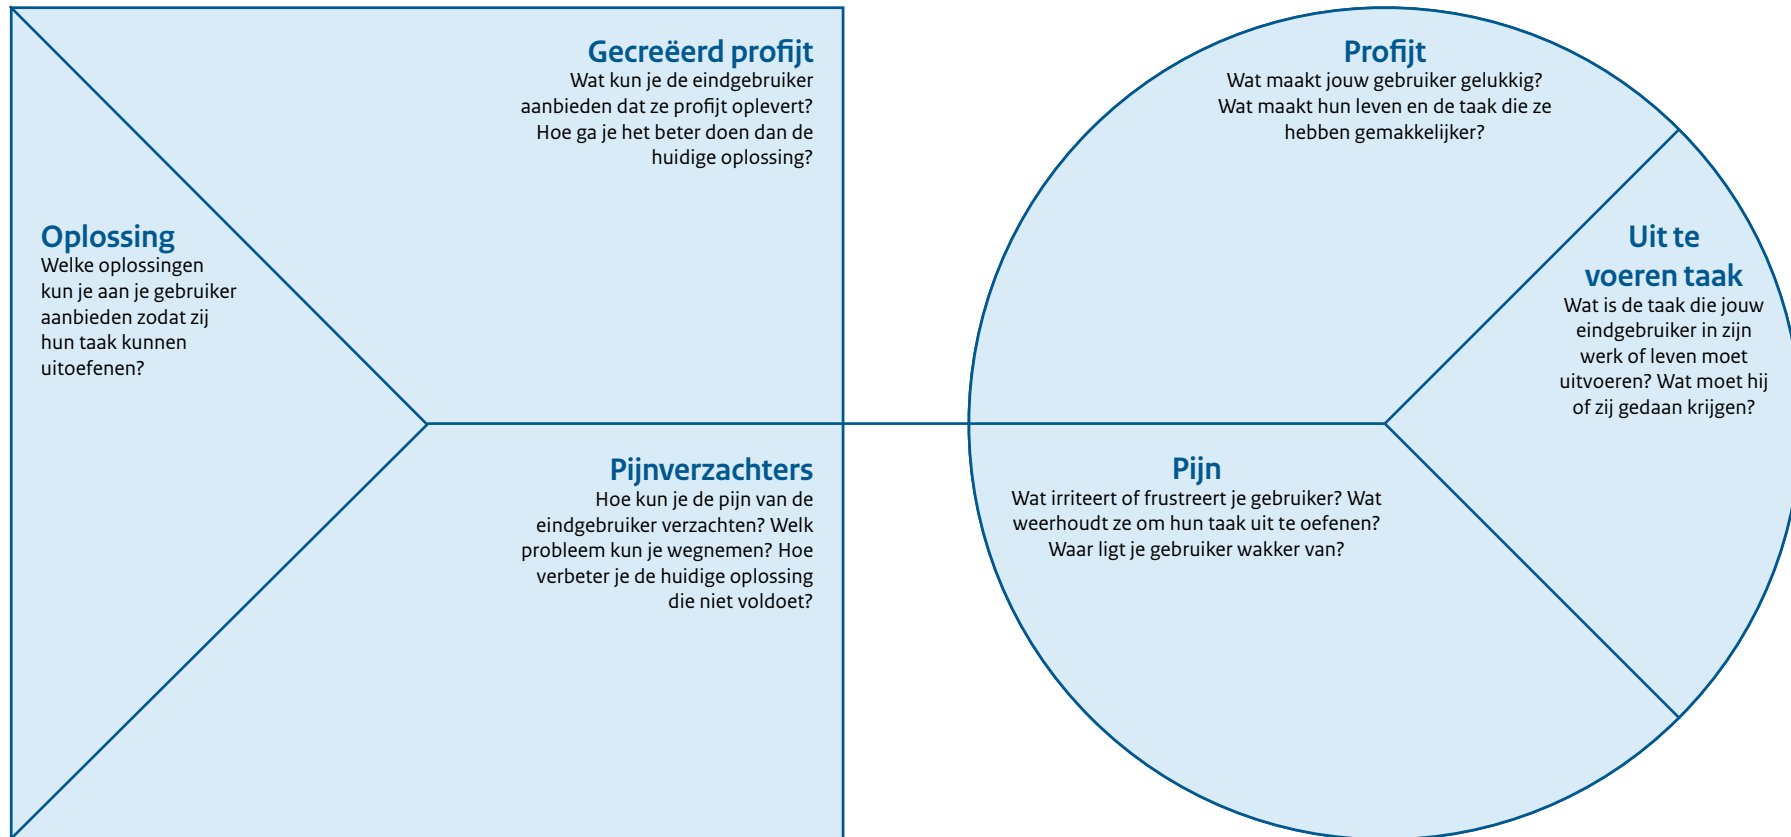 Gecreëerd profijt
Wat kun je de eindgebruiker
aanbieden dat ze profijt oplevert?
Hoe ga je het beter doen dan de
huidige oplossing?
Oplossing
Welke oplossingen
kun je aan je gebruiker
aanbieden zodat zij
hun taak kunnen
uitoefenen?
Pijnverzachters
Hoe kun je de pijn van de
eindgebruiker verzachten? Welk
probleem kun je wegnemen? Hoe
verbeter je de huidige oplossing
die niet voldoet?
Profijt
Wat maakt jouw gebruiker gelukkig?
Wat maakt hun leven en de taak die ze
hebben gemakkelijker?
Uit te
voeren taak
Wat is de taak die jouw
eindgebruiker in zijn
werk of leven moet
uitvoeren? Wat moet hij
of zij gedaan krijgen?
Pijn
Wat irriteert of frustreert je gebruiker? Wat
weerhoudt ze om hun taak uit te oefenen?
Waar ligt je gebruiker wakker van?